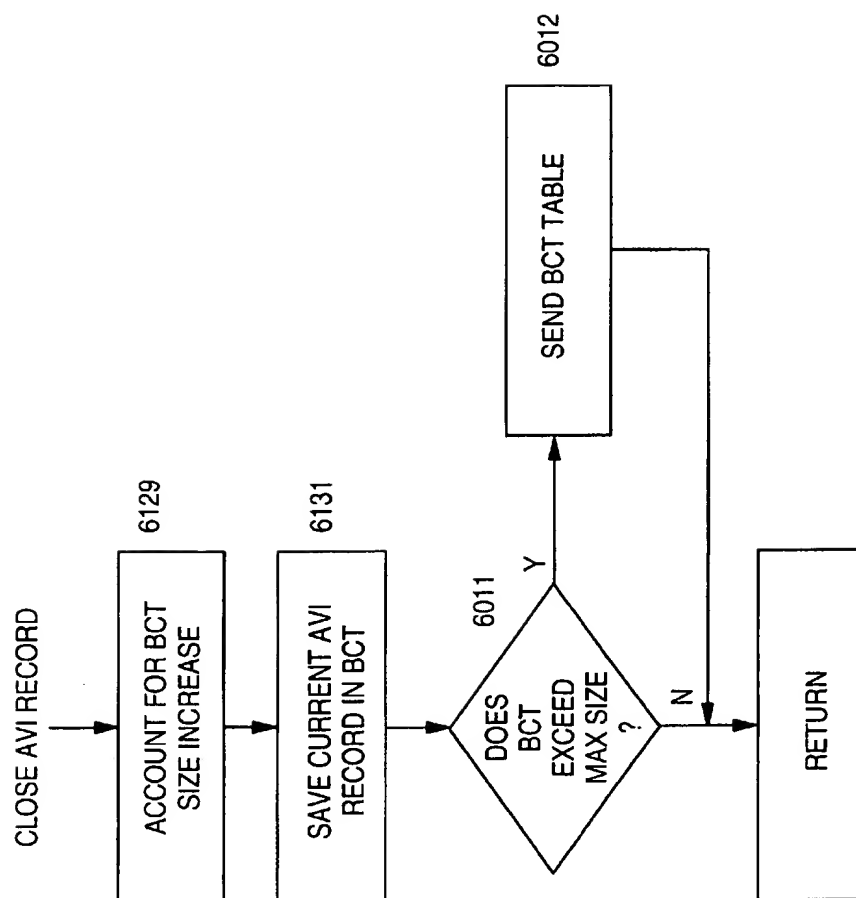 CLOSE AVI RECORD
6129
ACCOUNT FOR BCT
SIZE INCREASE
6131
SAVE CURRENT AVI
RECORD IN BCT
6011
DOES
BCT
EXCEED
MAX SIZE
?
Y
6012
SEND BCT TABLE
N
RETURN